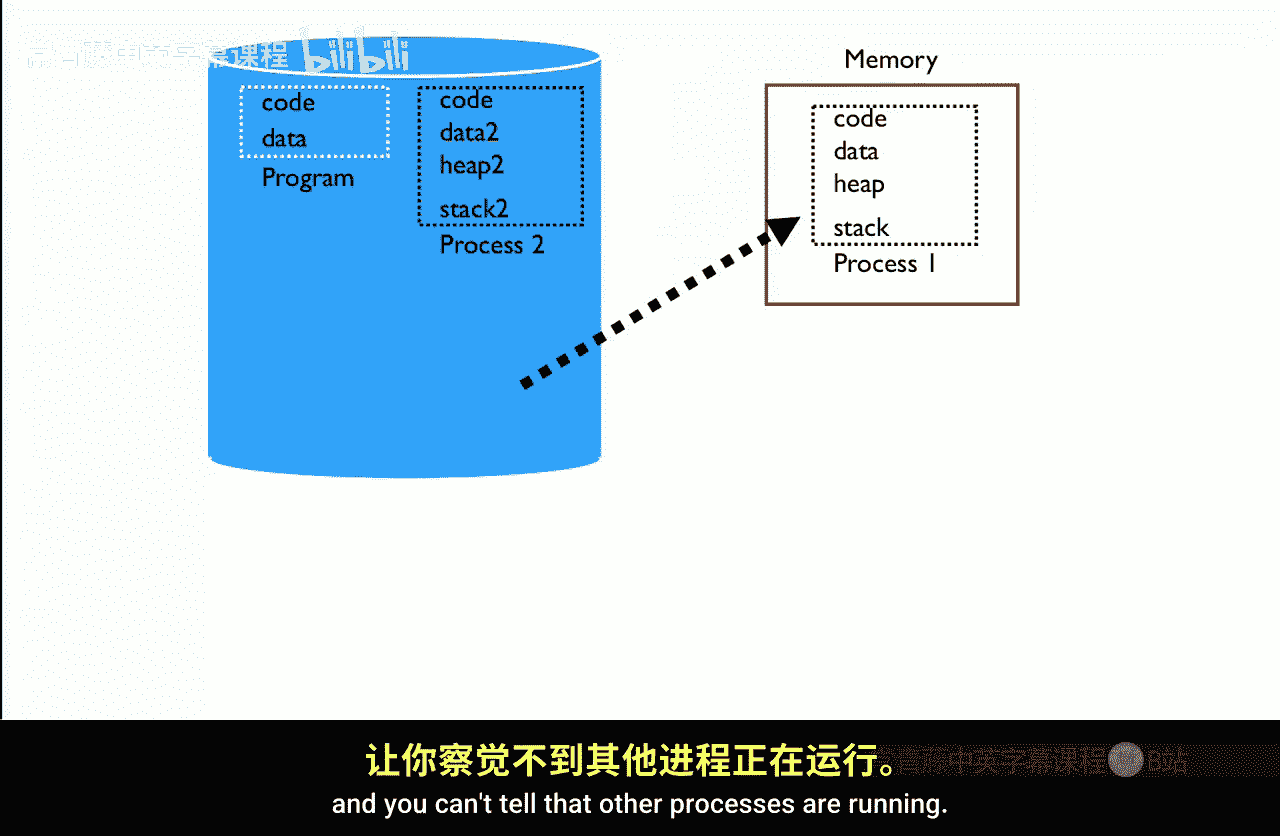 bilibili
code
data
Program
code
data2
heap2
stack2
Process 2
Memory
code
data
heap
stack
Process 1
让你察觉不到其他进程正在运行。
and you can't tell that other processes are running.